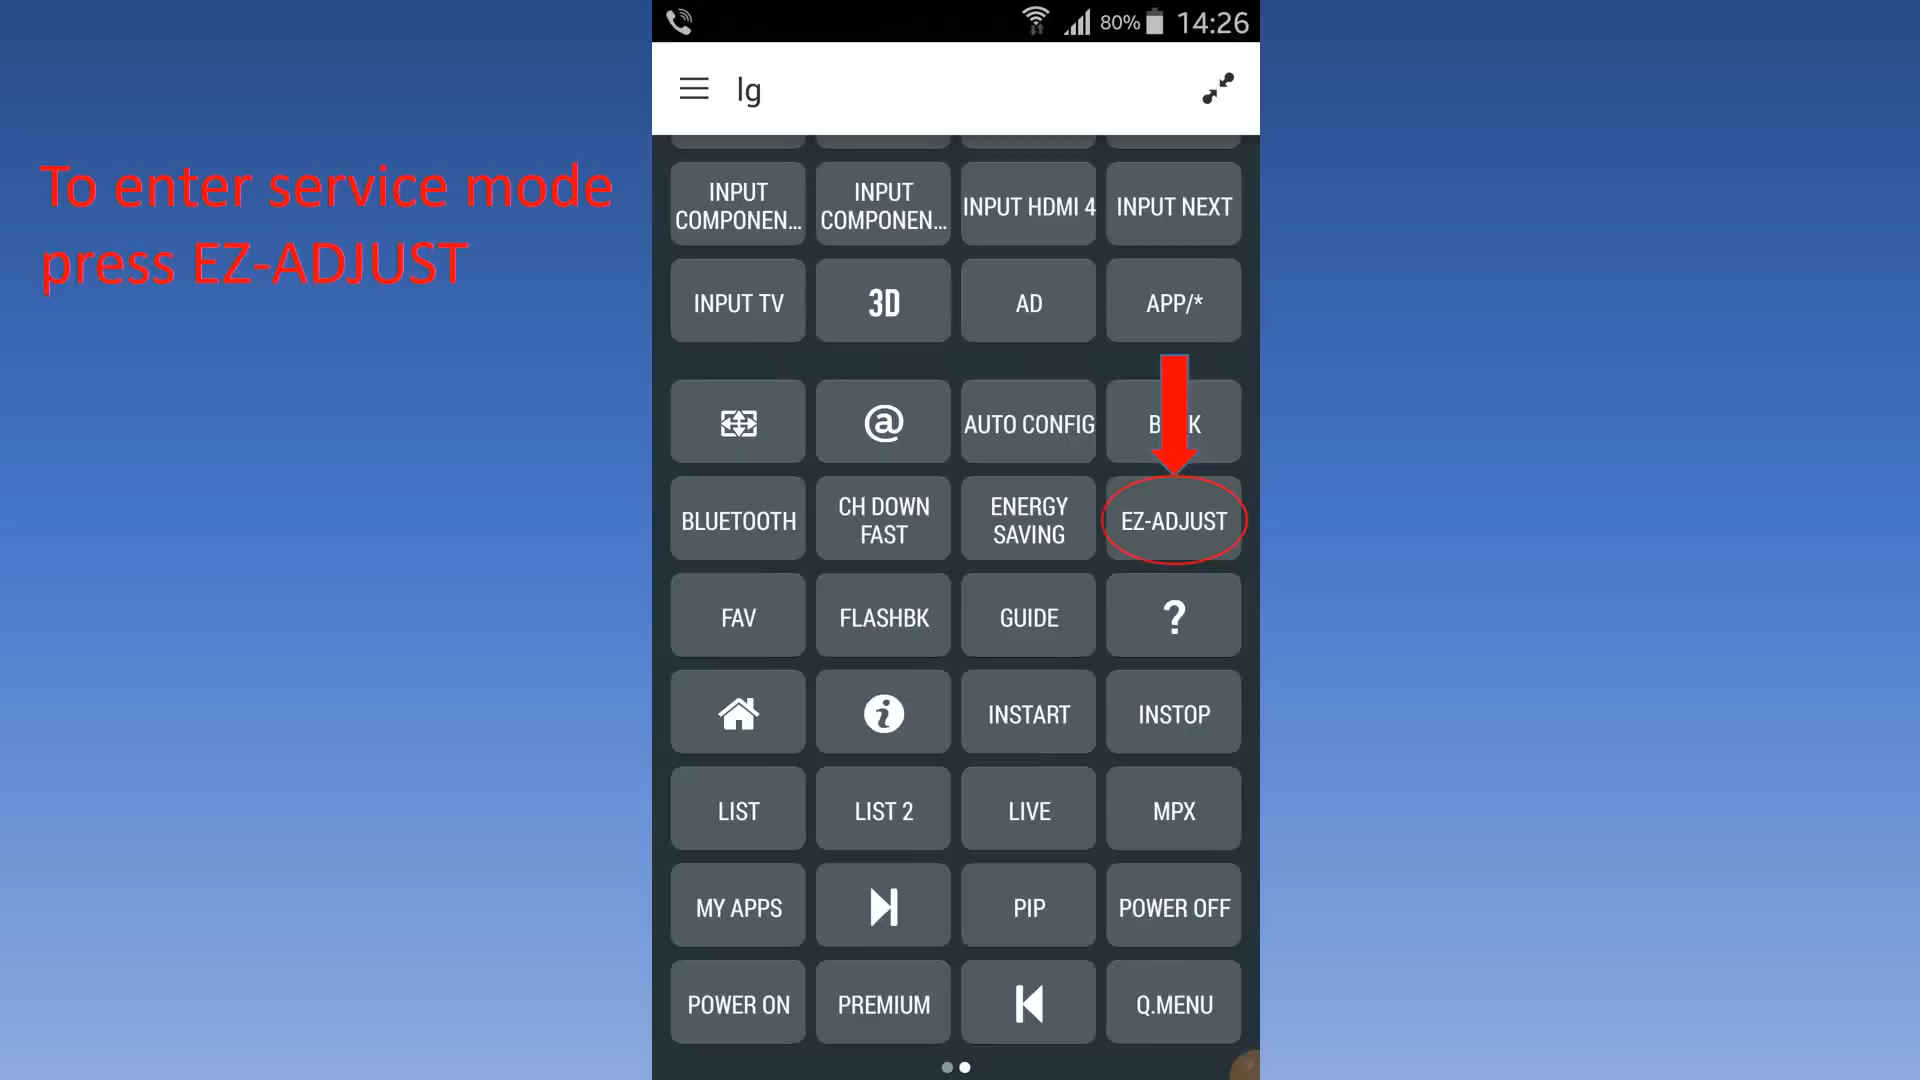 80% 14:26
lg
To enter service mode
press EZ-ADJUST
INPUT COMPONEN... INPUT COMPONEN... INPUT HDMI 4 INPUT NEXT
INPUT TV 3D AD APP/*
@ AUTO CONFIG
BLUETOOTH CH DOWN FAST ENERGY SAVING EZ-ADJUST
FAV FLASHBK GUIDE ?
i INSTART INSTOP
LIST LIST 2 LIVE MPX
MY APPS PIP POWER OFF
POWER ON PREMIUM Q.MENU